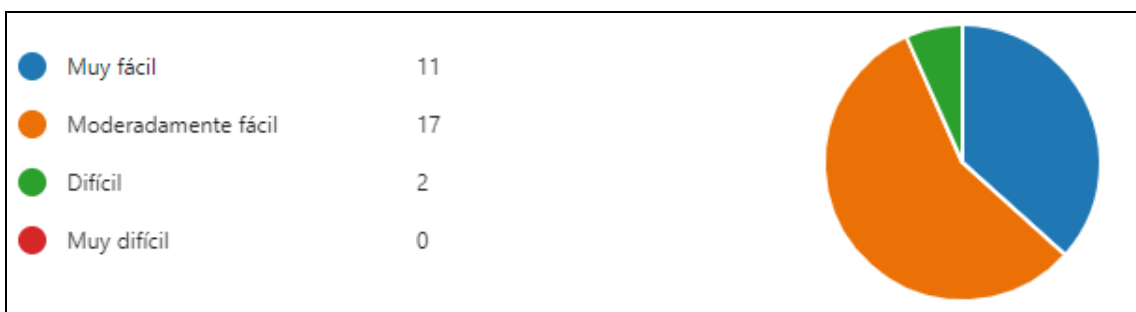 Muy fácil 11
Moderadamente fácil 17
Difícil 2
Muy difícil 0